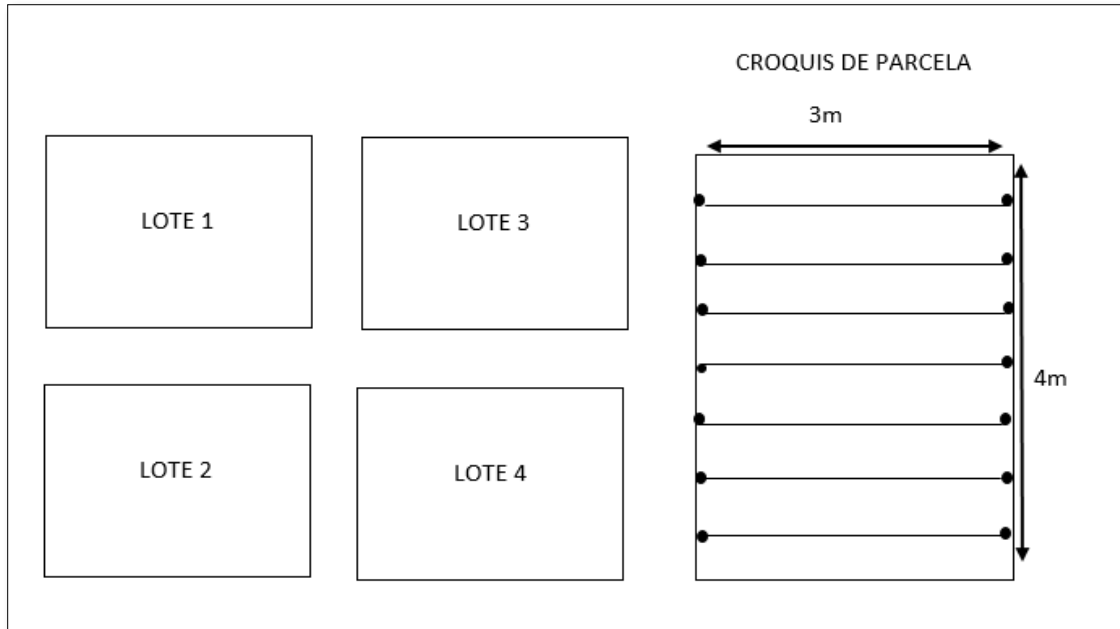 CROQUIS DE PARCELA
3m
LOTE 1
LOTE 3
4m
LOTE 2
LOTE 4